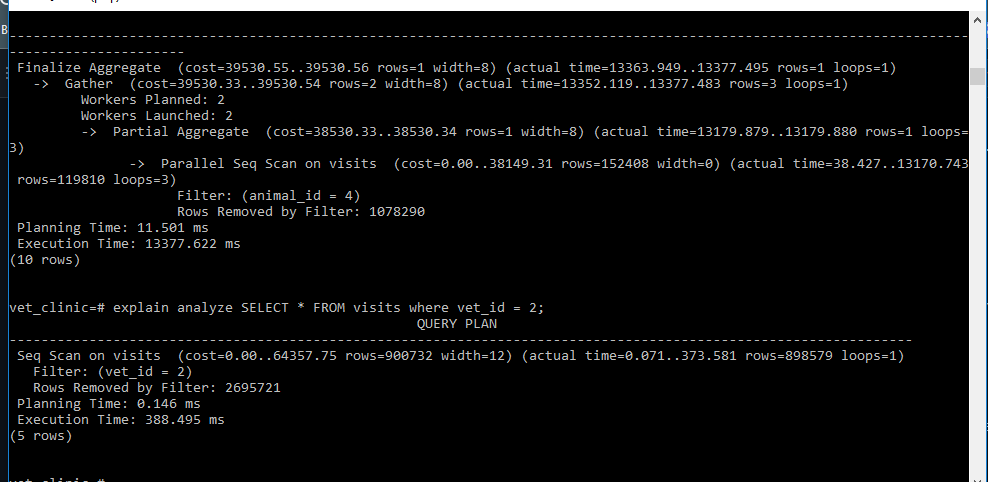 B
--------------------------------------------------------------------------------------------------------------------------
----------------------
Finalize Aggregate  (cost=39530.55..39530.56 rows=1 width=8) (actual time=13363.949..13377.495 rows=1 loops=1)
  ->  Gather  (cost=39530.33..39530.54 rows=2 width=8) (actual time=13352.119..13377.483 rows=3 loops=1)
        Workers Planned: 2
        Workers Launched: 2
        ->  Partial Aggregate  (cost=38530.33..38530.34 rows=1 width=8) (actual time=13179.879..13179.880 rows=1 loops=
3)
              ->  Parallel Seq Scan on visits  (cost=0.00..38149.31 rows=152408 width=0) (actual time=38.427..13170.743
 rows=119810 loops=3)
                    Filter: (animal_id = 4)
                    Rows Removed by Filter: 1078290
Planning Time: 11.501 ms
Execution Time: 13377.622 ms
(10 rows)
vet_clinic=# explain analyze SELECT * FROM visits where vet_id = 2;
QUERY PLAN
-----------------------------------------------------------------------------------------------------------------
Seq Scan on visits  (cost=0.00..64357.75 rows=900732 width=12) (actual time=0.071..373.581 rows=898579 loops=1)
  Filter: (vet_id = 2)
  Rows Removed by Filter: 2695721
Planning Time: 0.146 ms
Execution Time: 388.495 ms
(5 rows)